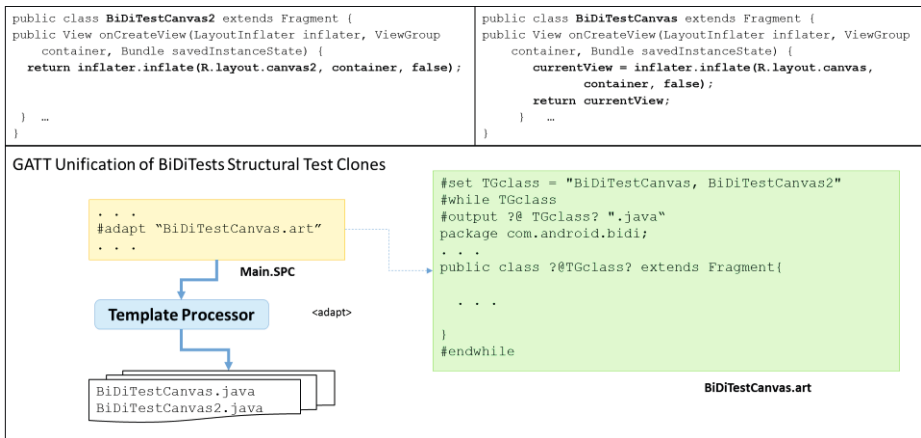 public class BiDiTestCanvas2 extends Fragment {
public View onCreateView(LayoutInflater inflater, ViewGroup
container, Bundle savedInstanceState) {
return inflater.inflate(R.layout.canvas2, container, false);
} …
}
public class BiDiTestCanvas extends Fragment {
public View onCreateView(LayoutInflater inflater, ViewGroup
container, Bundle savedInstanceState) {
currentView = inflater.inflate(R.layout.canvas,
container, false);
return currentView;
} …
}
GATT Unification of BiDiTests Structural Test Clones
. . .
#adapt “BiDiTestCanvas.art”
. . .
Main.SPC
Template Processor
<adapt>
BiDiTestCanvas.java
BiDiTestCanvas2.java
#set TGclass = "BiDiTestCanvas, BiDiTestCanvas2"
#while TGclass
#output ?@ TGclass? ".java“
package com.android.bidi;
. . .
public class ?@TGclass? extends Fragment{
. . .
}
#endwhile
BiDiTestCanvas.art